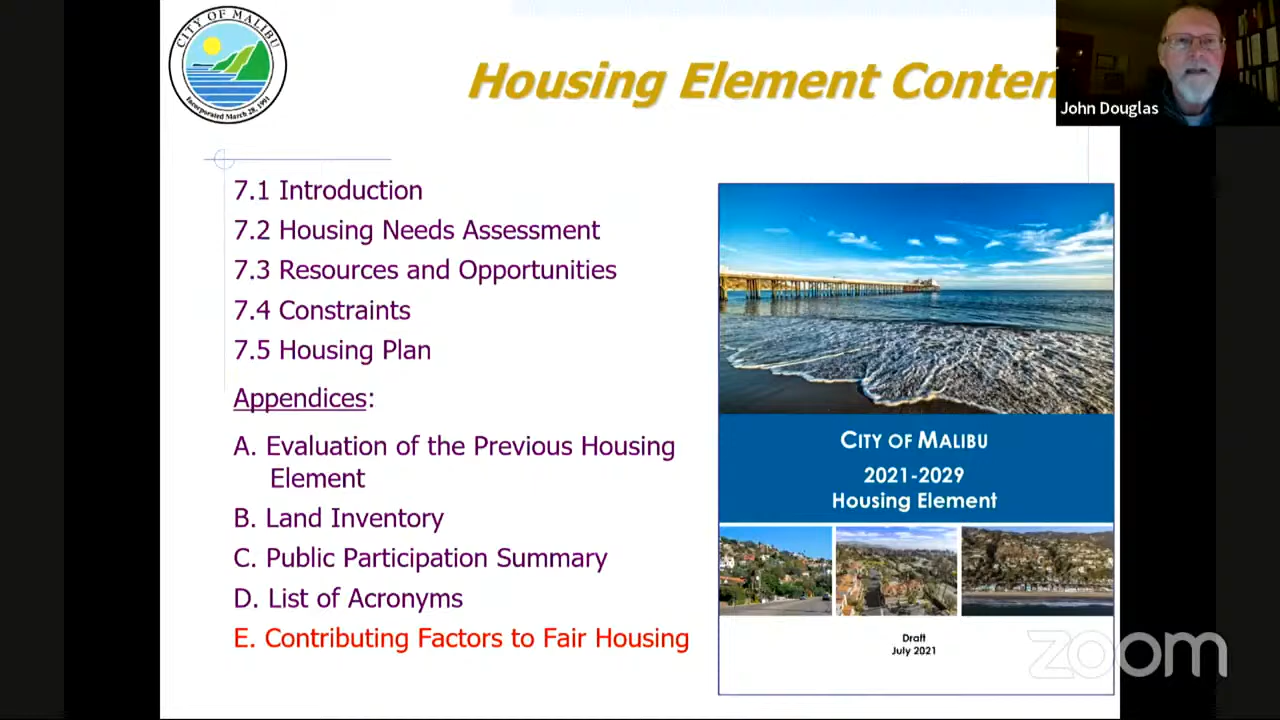 CITY OF MALIBU
Incorporated March 28, 1991
Housing Element Conten
John Douglas
7.1 Introduction
7.2 Housing Needs Assessment
7.3 Resources and Opportunities
7.4 Constraints
7.5 Housing Plan
Appendices:
A. Evaluation of the Previous Housing
Element
B. Land Inventory
C. Public Participation Summary
D. List of Acronyms
E. Contributing Factors to Fair Housing
CITY OF MALIBU
2021-2029
Housing Element
Draft
July 2021
zoom